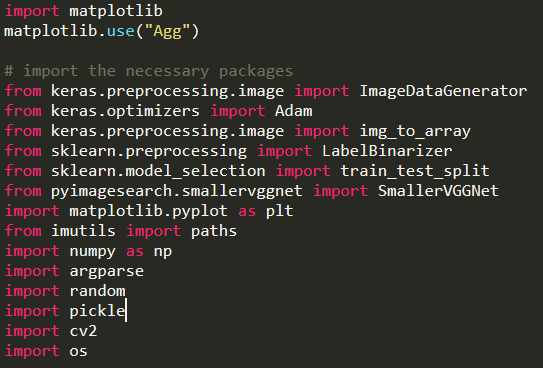 import matplotlib
matplotlib.use("Agg")
# import the necessary packages
from keras.preprocessing.image import ImageDataGenerator
from keras.optimizers import Adam
from keras.preprocessing.image import img_to_array
from sklearn.preprocessing import LabelBinarizer
from sklearn.model_selection import train_test_split
from pyimagesearch.smallervggnet import SmallerVGGNet
import matplotlib.pyplot as plt
from imutils import paths
import numpy as np
import argparse
import random
import pickle
import cv2
import os